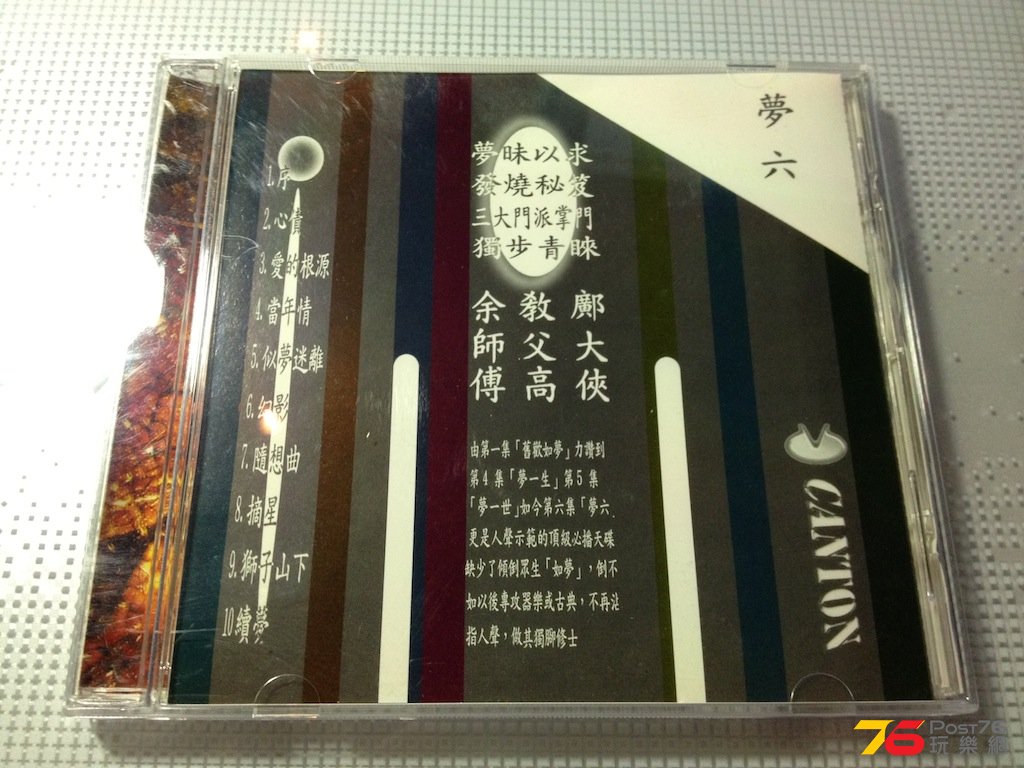 夢六
1.序
2.心債
3.愛的根源
4.當年情
5.似夢迷離
6.幻影
7.隨想曲
8.摘星
9.獅子山下
10續夢
夢昧以求
發燒秘笈
三大門派掌門
獨步青睞
余師傅
教父高
鄺大俠
由第一集「舊歡如夢」力讚到
第4集「夢一生」第5集
「夢一世」如今第六集「夢六、
更是人聲示範的頂級必播天碟
缺少了傾倒眾生「如夢」，倒不
如以後專攻器樂或古典，不再沾
指人聲，做其獨腳修士
CANTON
76 POST76
玩樂網